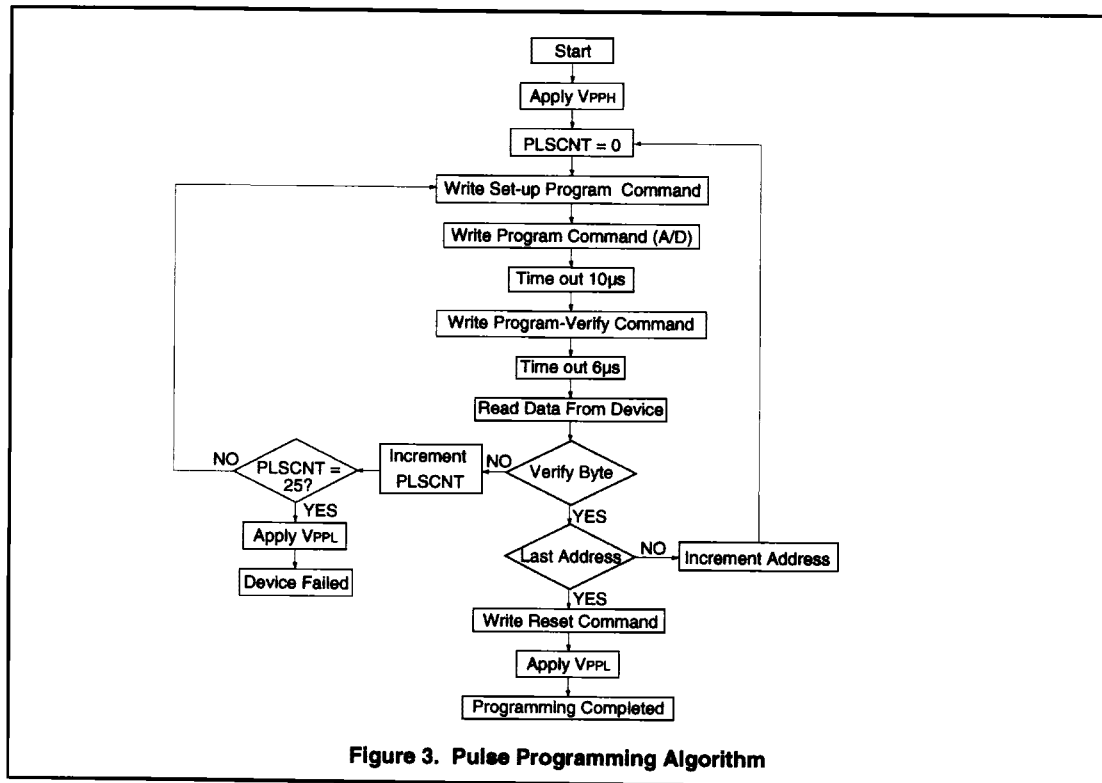 Start
Apply VPPH
PLSCNT = 0
Write Set-up Program Command
Write Program Command (A/D)
Time out 10µs
Write Program-Verify Command
Time out 6µs
Read Data From Device
NO
PLSCNT =
25?
Increment
PLSCNT
NO
Verify Byte
YES
YES
Apply VPPL
Last Address
NO
Increment Address
Device Failed
YES
Write Reset Command
Apply VPPL
Programming Completed
Figure 3. Pulse Programming Algorithm